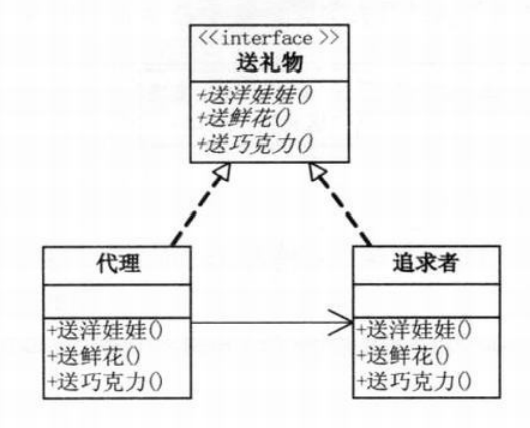 <<interface >>
送礼物
+送洋娃娃()
+送鲜花()
+送巧克力()
代理
+送洋娃娃()
+送鲜花()
+送巧克力()
追求者
+送洋娃娃()
+送鲜花()
+送巧克力()